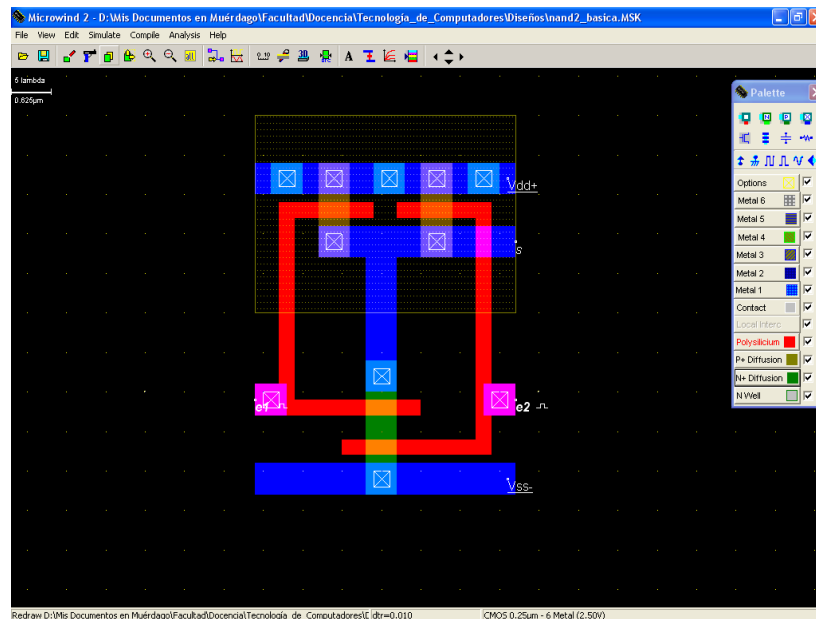 Microwind 2 - D:\Mis Documentos en Muérdago\Facultad\Docencia\Tecnología_de_Computadores\Diseños\nand2_basica.MSK
File View Edit Simulate Compile Analysis Help
5 lambda
0.625µm
Palette
Options
Metal 6
Metal 5
Metal 4
Metal 3
Metal 2
Metal 1
Contact
Local Interc
Polysilicium
P+ Diffusion
N+ Diffusion
N Well
Vdd+
s
e1
e2
Vss-
Redraw D:\Mis Documentos en Muérdago\Facultad\Docencia\Tecnología_de_Computadores\D dtr=0.010 CMOS 0.25µm - 6 Metal (2.50V)